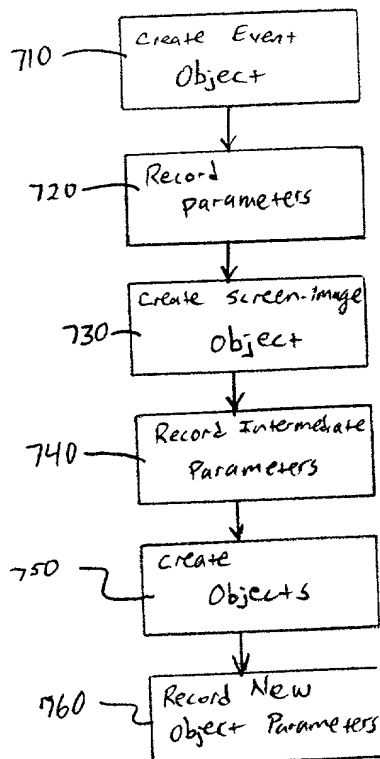 710
Create Event
Object
720
Record
Parameters
730
Create Screen-image
Object
740
Record Intermediate
Parameters
750
Create
Objects
760
Record New
Object Parameters